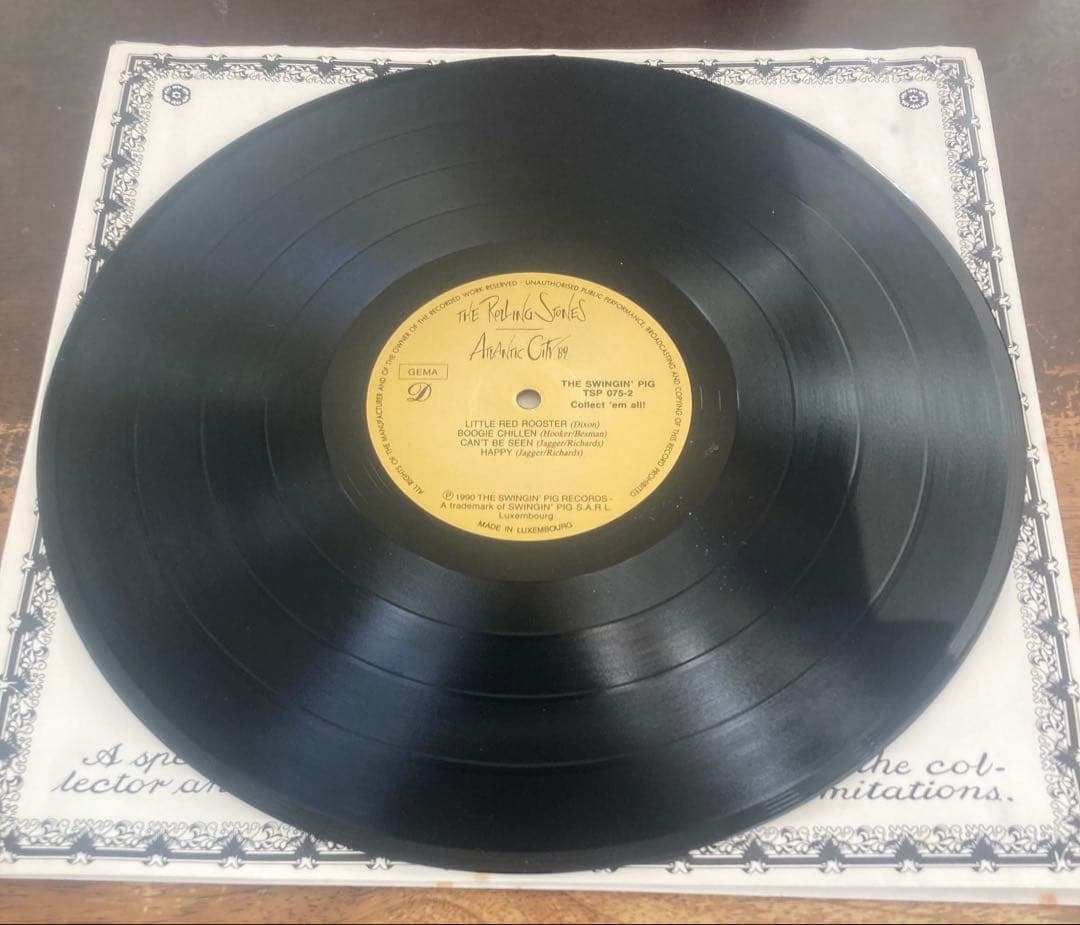 ALL RIGHTS OF THE MANUFACTURER AND OF THE OWNER OF THE RECORDED WORK RESERVED · UNAUTHORISED PUBLIC PERFORMANCE BROADCASTING AND COPYING OF THIS RECORD PROHIBITED
THE ROLLING STONES
ATLANTIC CITY '89
GEMA
D
THE SWINGIN' PIG
TSP 075-2
Collect 'em all!
LITTLE RED ROOSTER (Dixon)
BOOGIE CHILLEN (Hooker/Besman)
CAN'T BE SEEN (Jagger/Richards)
HAPPY (Jagger/Richards)
℗ 1990 THE SWINGIN' PIG RECORDS -
A trademark of SWINGIN' PIG S.A.R.L.
Luxembourg
MADE IN LUXEMBOURG
A spe the col-
lector an mitations.